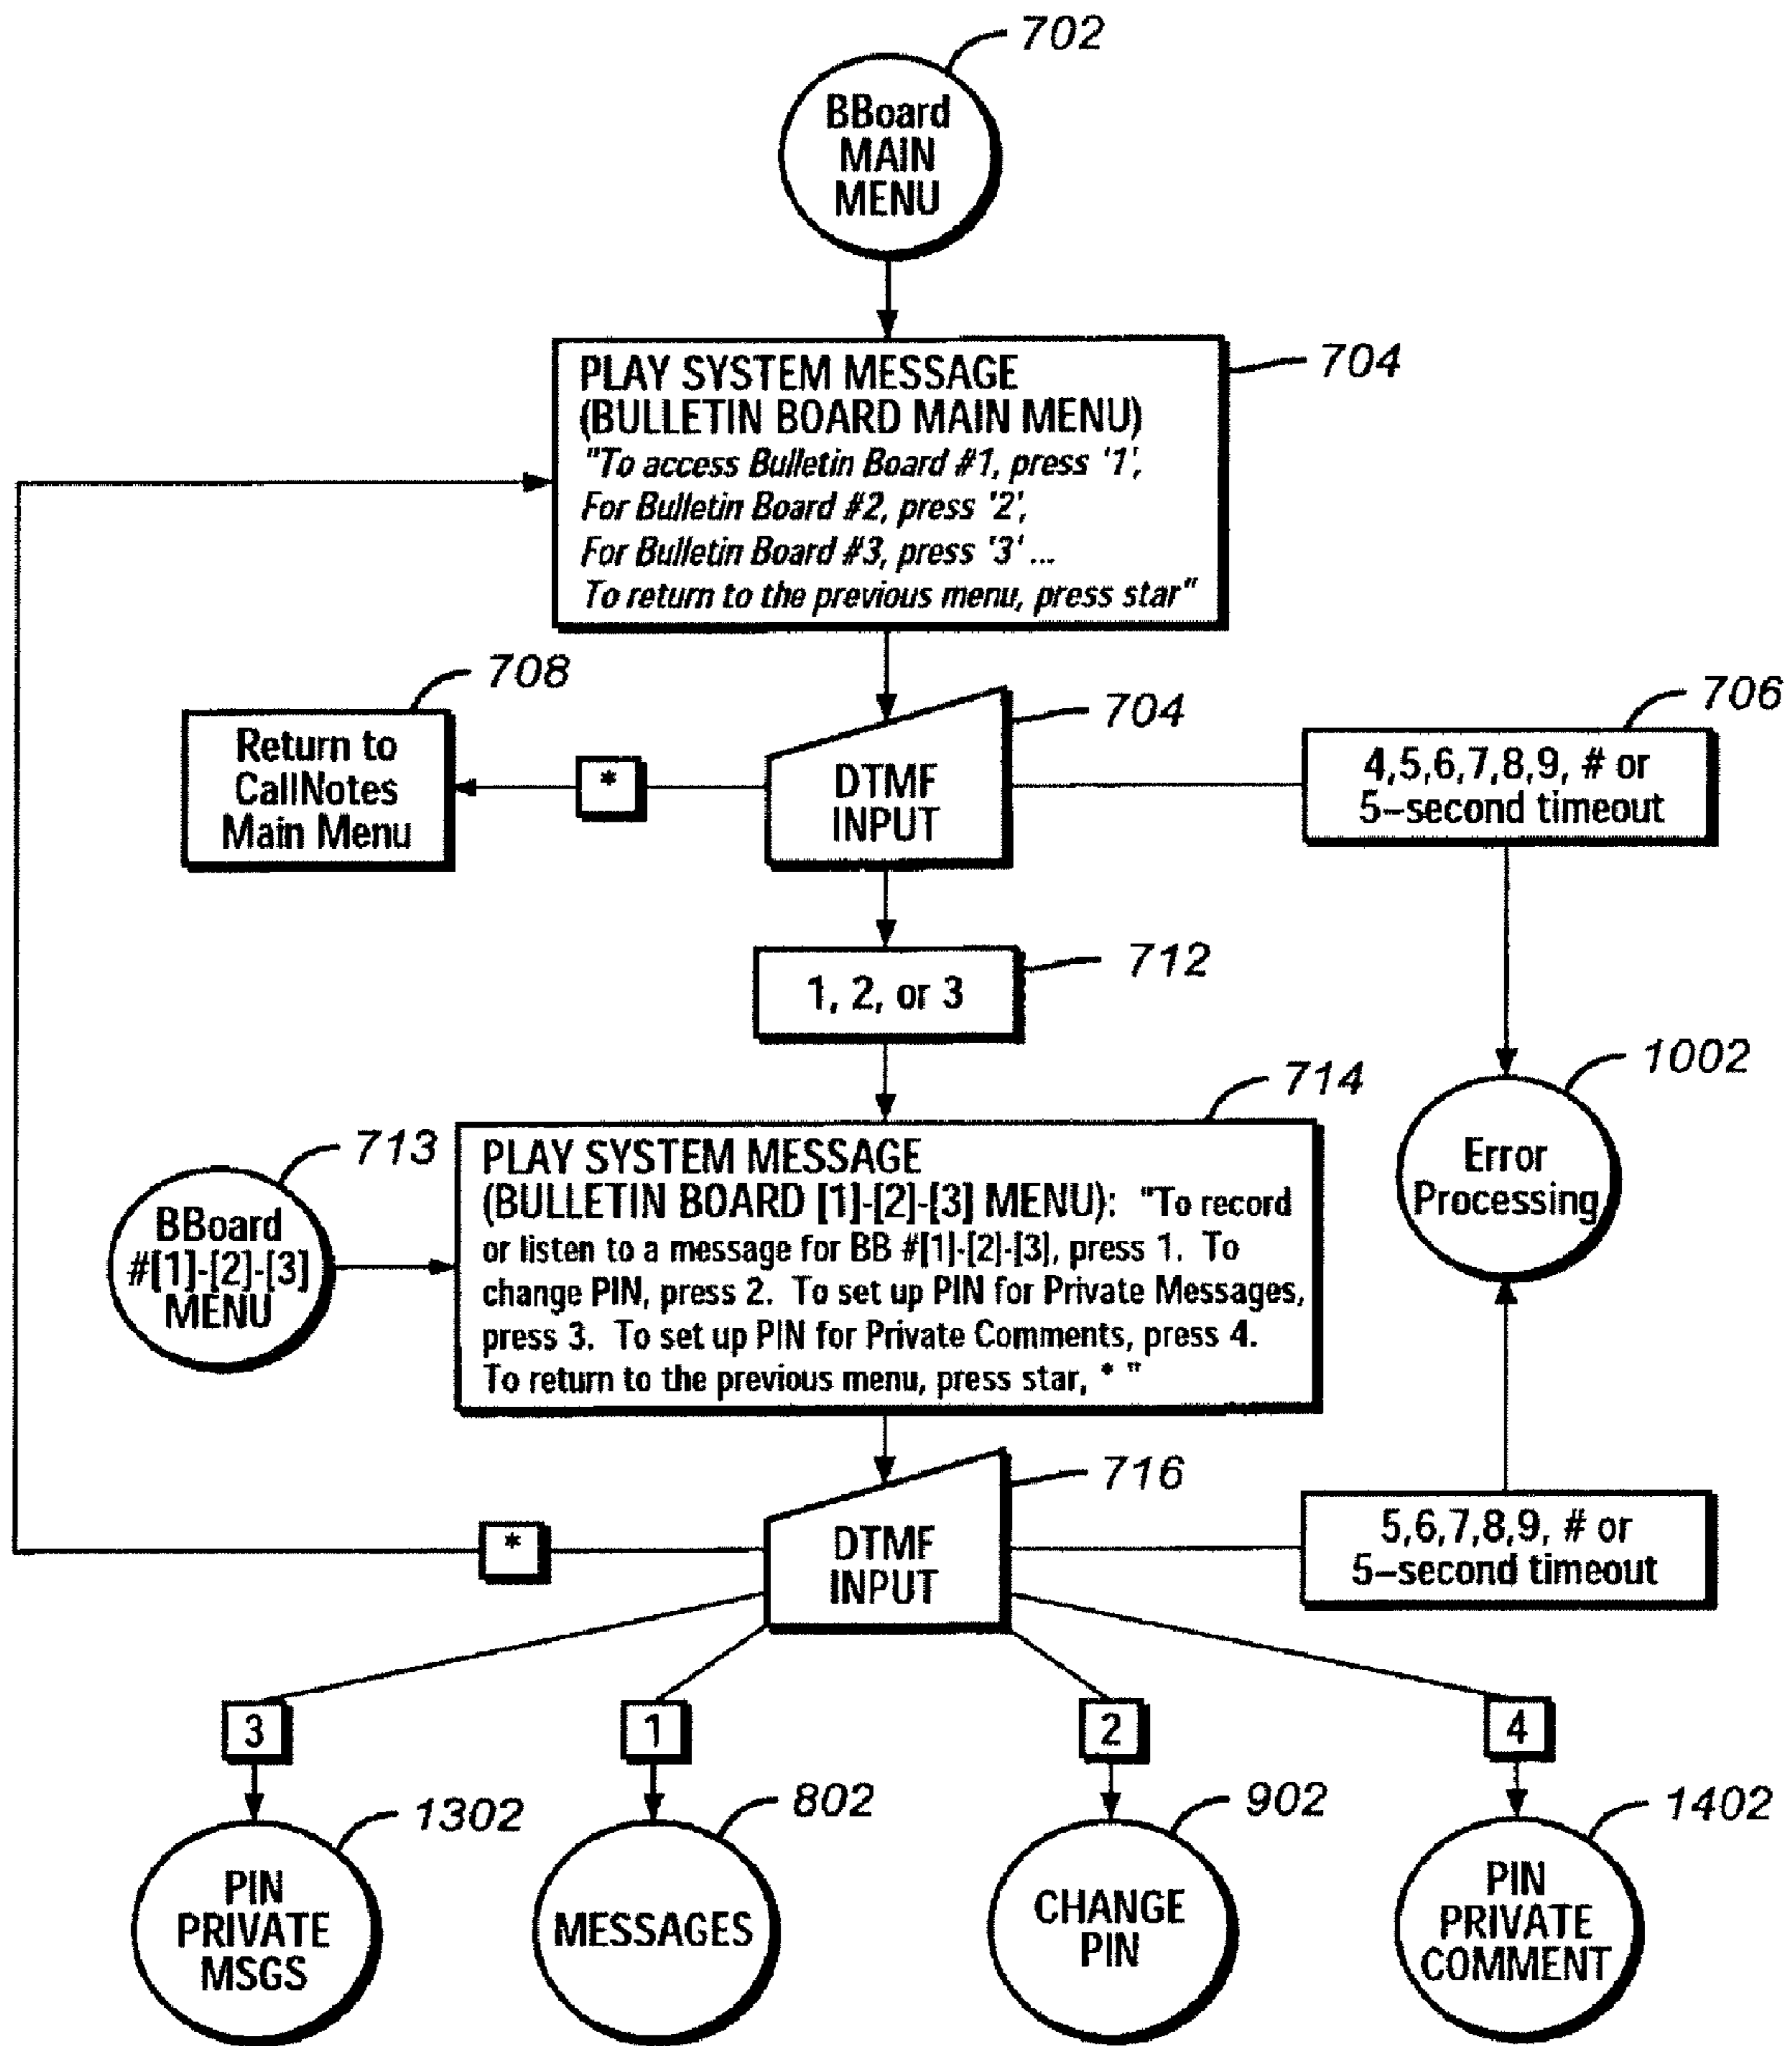 702
BBoard
MAIN
MENU
704
PLAY SYSTEM MESSAGE
(BULLETIN BOARD MAIN MENU)
"To access Bulletin Board #1, press '1',
For Bulletin Board #2, press '2',
For Bulletin Board #3, press '3' ...
To return to the previous menu, press star"
708
Return to
CallNotes
Main Menu
*
704
DTMF
INPUT
706
4,5,6,7,8,9, # or
5–second timeout
712
1, 2, or 3
1002
Error
Processing
713
BBoard
#[1]-[2]-[3]
MENU
714
PLAY SYSTEM MESSAGE
(BULLETIN BOARD [1]-[2]-[3] MENU): "To record
or listen to a message for BB #[1]-[2]-[3], press 1. To
change PIN, press 2. To set up PIN for Private Messages,
press 3. To set up PIN for Private Comments, press 4.
To return to the previous menu, press star, * "
716
*
DTMF
INPUT
5,6,7,8,9, # or
5–second timeout
3
1
2
4
1302
802
902
1402
PIN
PRIVATE
MSGS
MESSAGES
CHANGE
PIN
PIN
PRIVATE
COMMENT